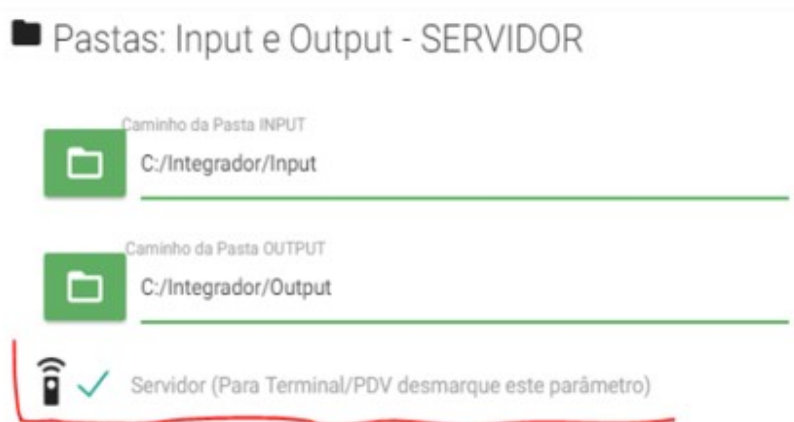 Pastas: Input e Output - SERVIDOR
Caminho da Pasta INPUT
C:/Integrador/Input
Caminho da Pasta OUTPUT
C:/Integrador/Output
Servidor (Para Terminal/PDV desmarque este parâmetro)